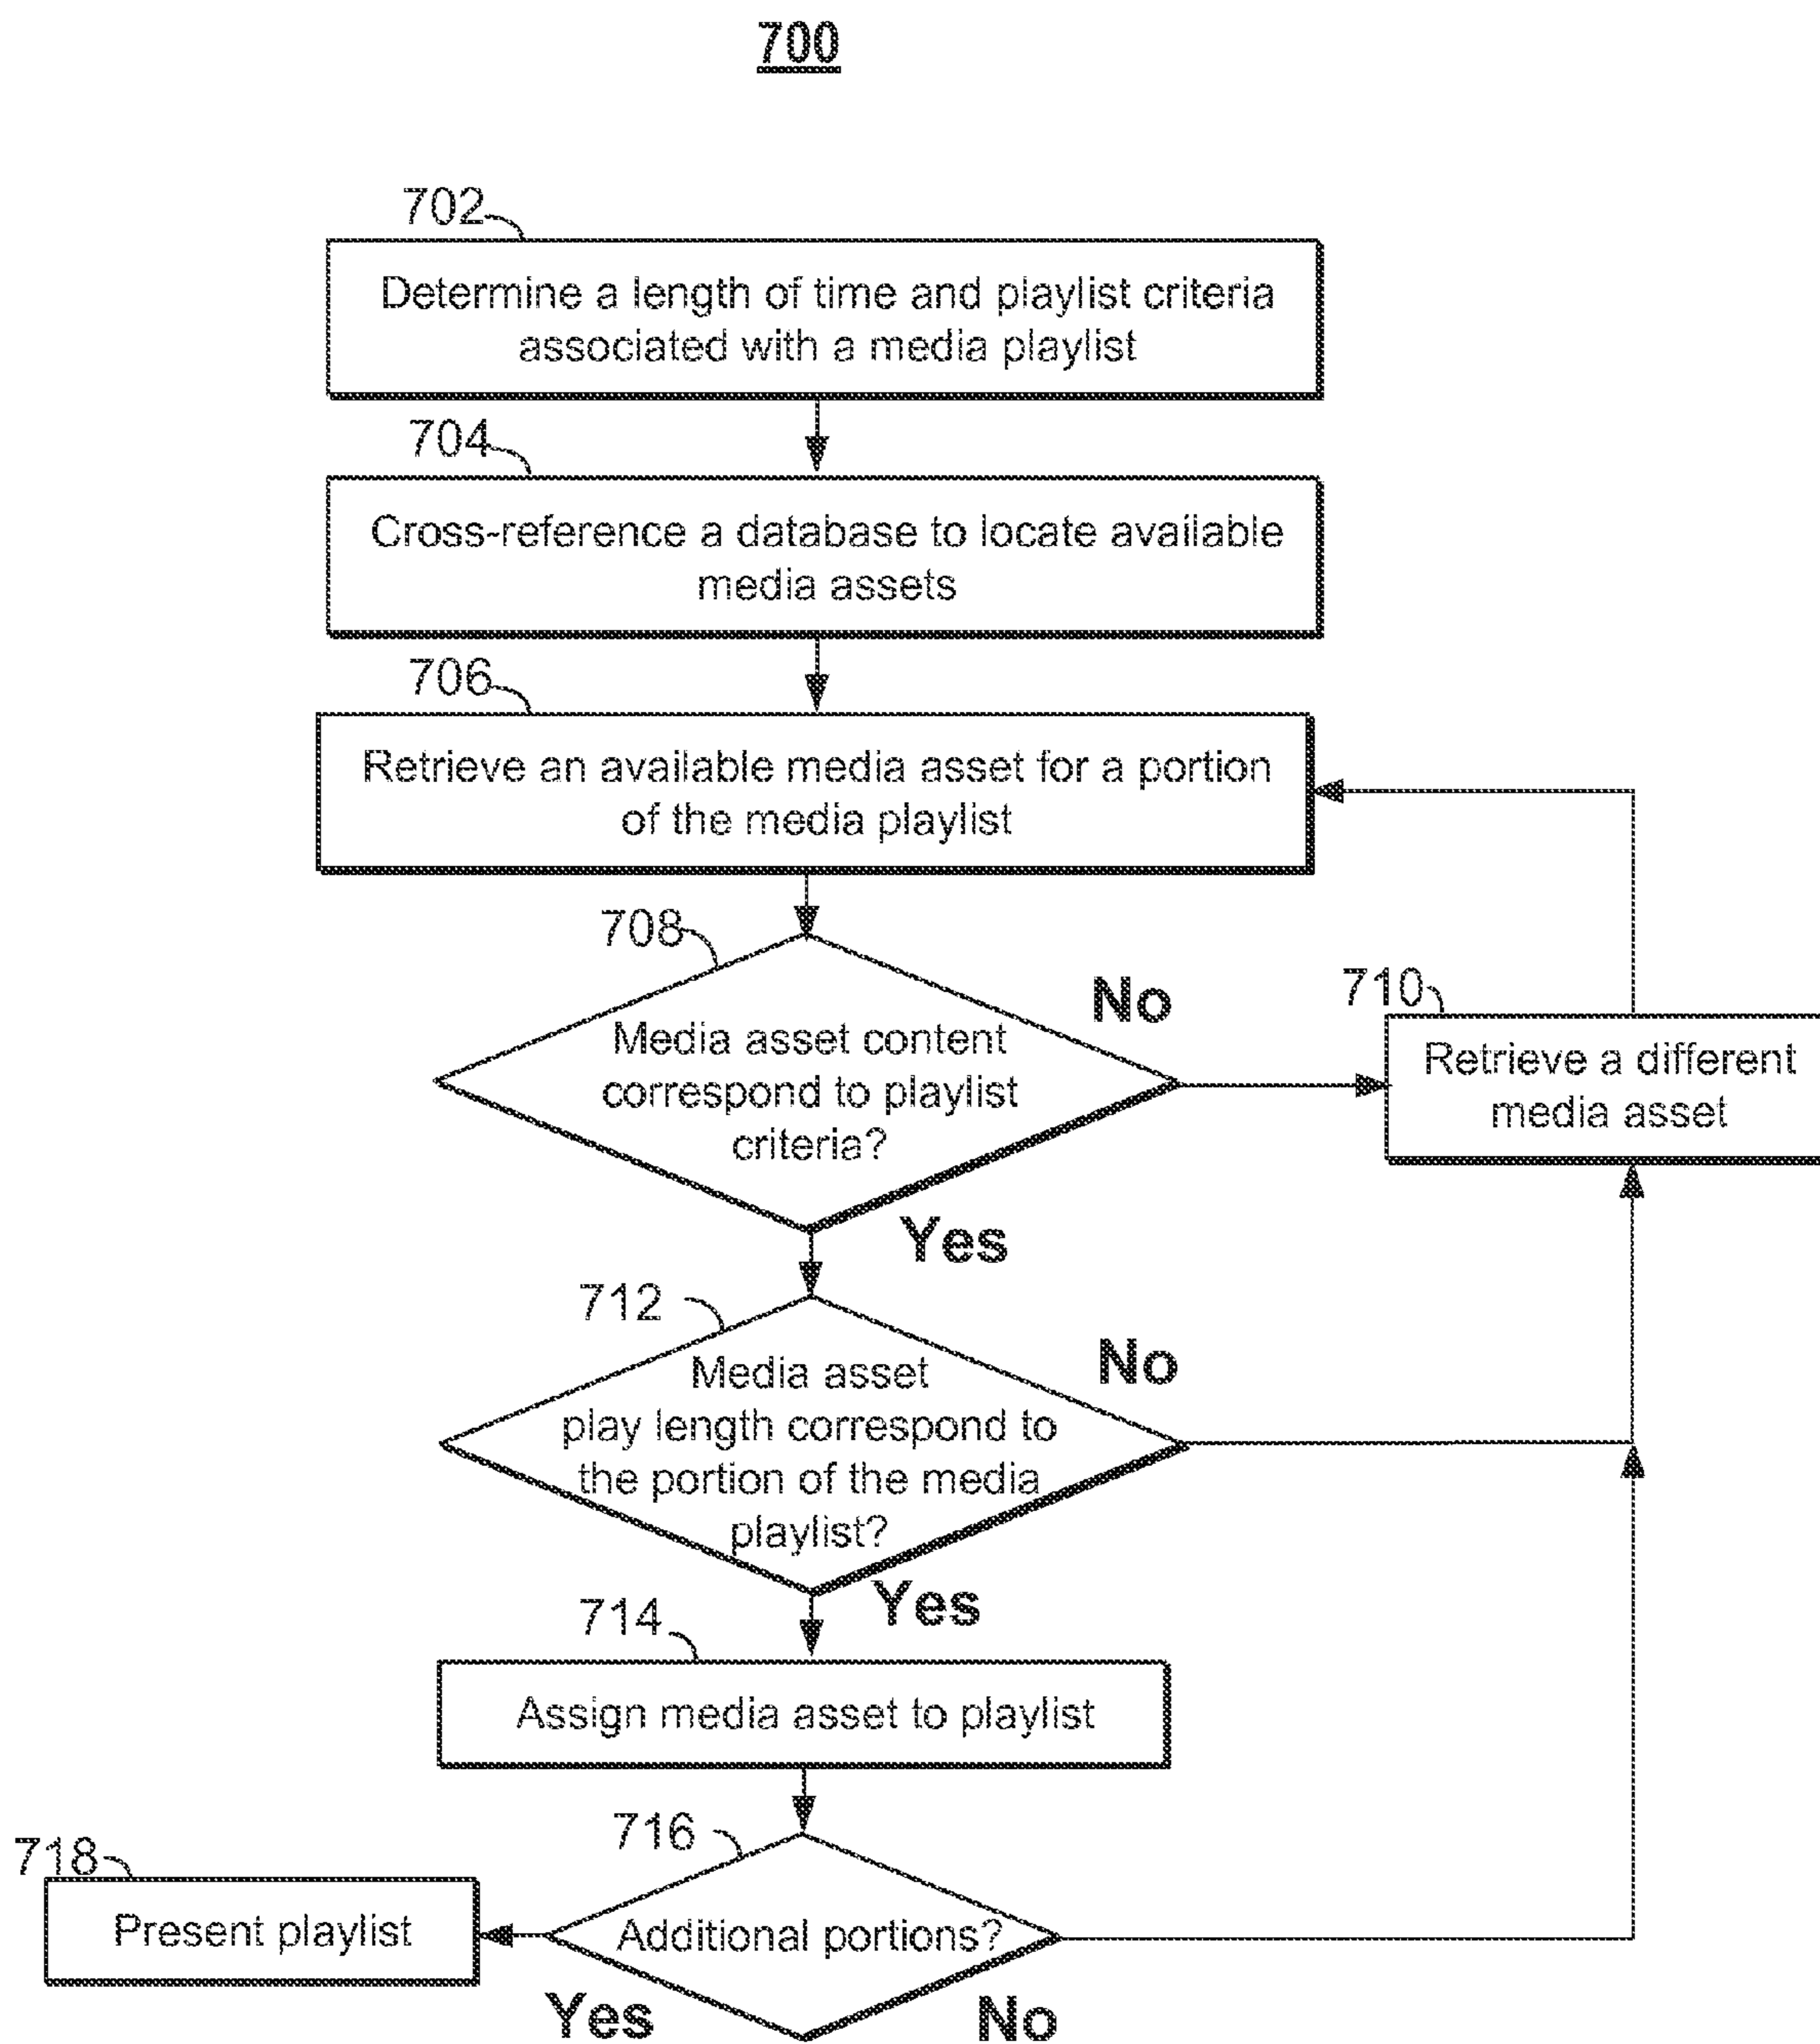 700
702
Determine a length of time and playlist criteria
associated with a media playlist
704
Cross-reference a database to locate available
media assets
706
Retrieve an available media asset for a portion
of the media playlist
708
Media asset content
correspond to playlist
criteria?
No
710
Retrieve a different
media asset
Yes
712
Media asset
play length correspond to
the portion of the media
playlist?
No
Yes
714
Assign media asset to playlist
716
Additional portions?
718
Present playlist
Yes
No